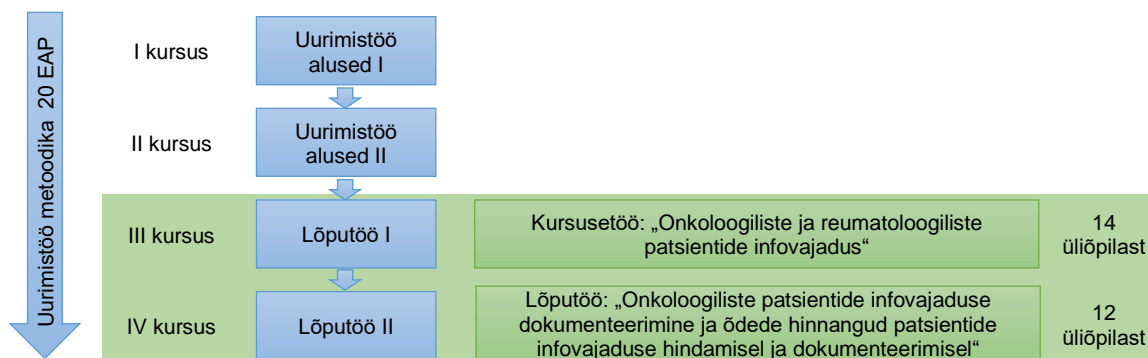 Uurimistöö metoodika 20 EAP
I kursus
Uurimistöö
alused I
II kursus
Uurimistöö
alused II
III kursus
Lõputöö I
Kursusetöö: „Onkoloogiliste ja reumatoloogiliste
patsientide infovajadus“
14
üliõpilast
IV kursus
Lõputöö II
Lõputöö: „Onkoloogiliste patsientide infovajaduse
dokumenteerimine ja õdede hinnangud patsientide
infovajaduse hindamisel ja dokumenteerimisel“
12
üliõpilast